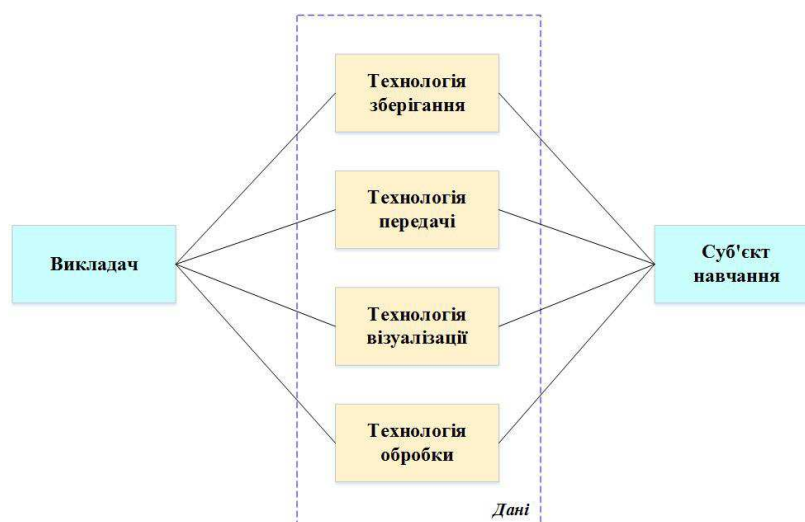 Технологія
зберігання
Технологія
передачі
Викладач
Суб'єкт
навчання
Технологія
візуалізації
Технологія
обробки
Дані